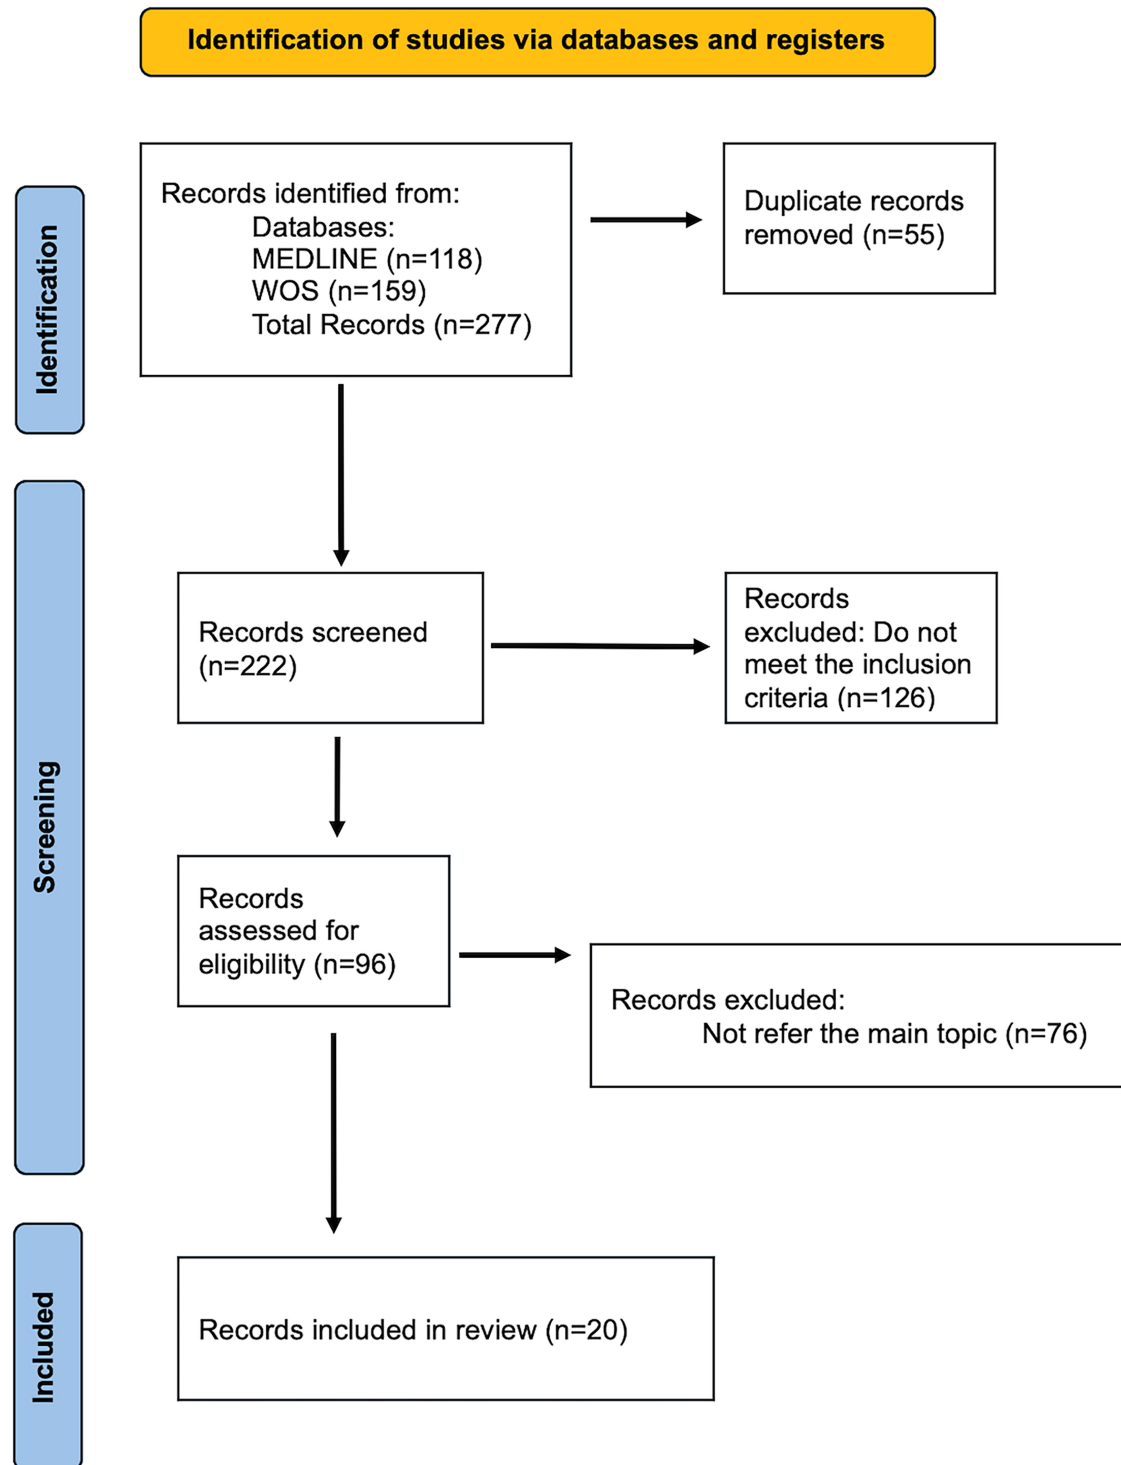 Identification of studies via databases and registers
Identification
Records identified from:
Databases:
MEDLINE (n=118)
WOS (n=159)
Total Records (n=277)
Duplicate records
removed (n=55)
Screening
Records screened
(n=222)
Records
excluded: Do not
meet the inclusion
criteria (n=126)
Records
assessed for
eligibility (n=96)
Records excluded:
Not refer the main topic (n=76)
Included
Records included in review (n=20)